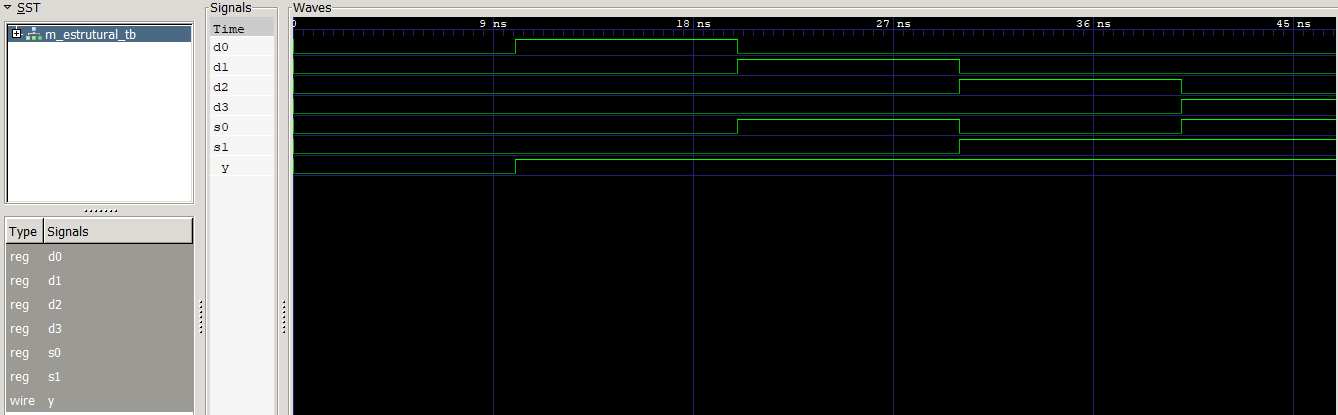 SST
m_estrutural_tb
Type Signals
reg d0
reg d1
reg d2
reg d3
reg s0
reg s1
wire y
Signals
Time
d0
d1
d2
d3
s0
s1
y
Waves
0 9 ns 18 ns 27 ns 36 ns 45 ns